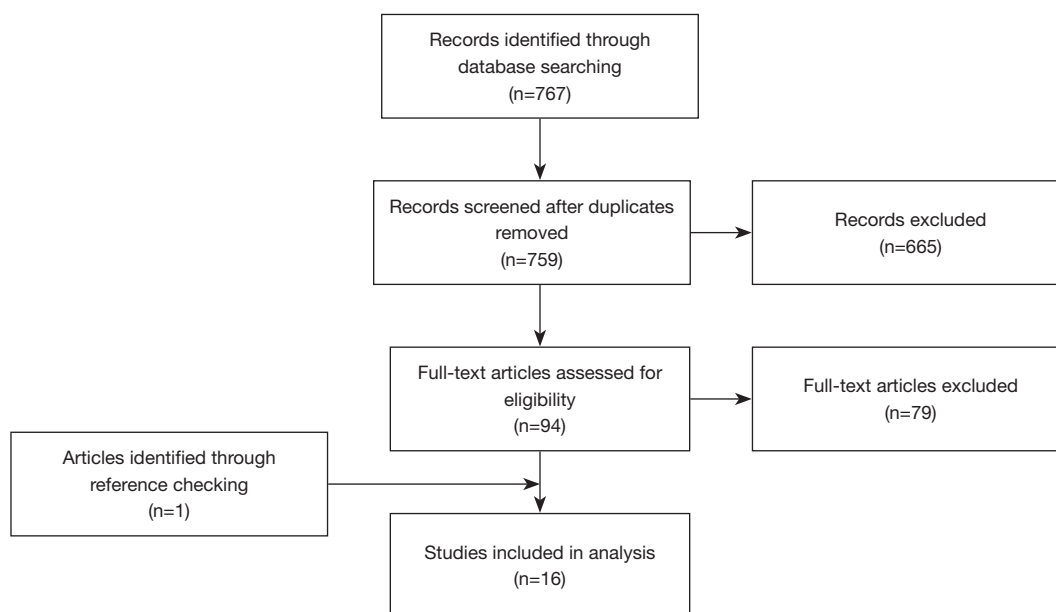 Records identified through
database searching
(n=767)
Records screened after duplicates
removed
(n=759)
Records excluded
(n=665)
Full-text articles assessed for
eligibility
(n=94)
Full-text articles excluded
(n=79)
Articles identified through
reference checking
(n=1)
Studies included in analysis
(n=16)